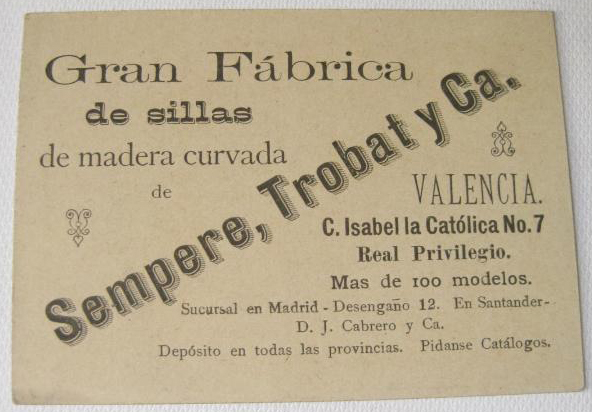 Gran Fábrica
de sillas
de madera curvada
de
Sempere, Trobat y Ca.
VALENCIA.
C. Isabel la Católica No. 7
Real Privilegio.
Mas de 100 modelos.
Sucursal en Madrid - Desengaño 12. En Santander-
D. J. Cabrero y Ca.
Depósito en todas las provincias. Pidanse Catálogos.